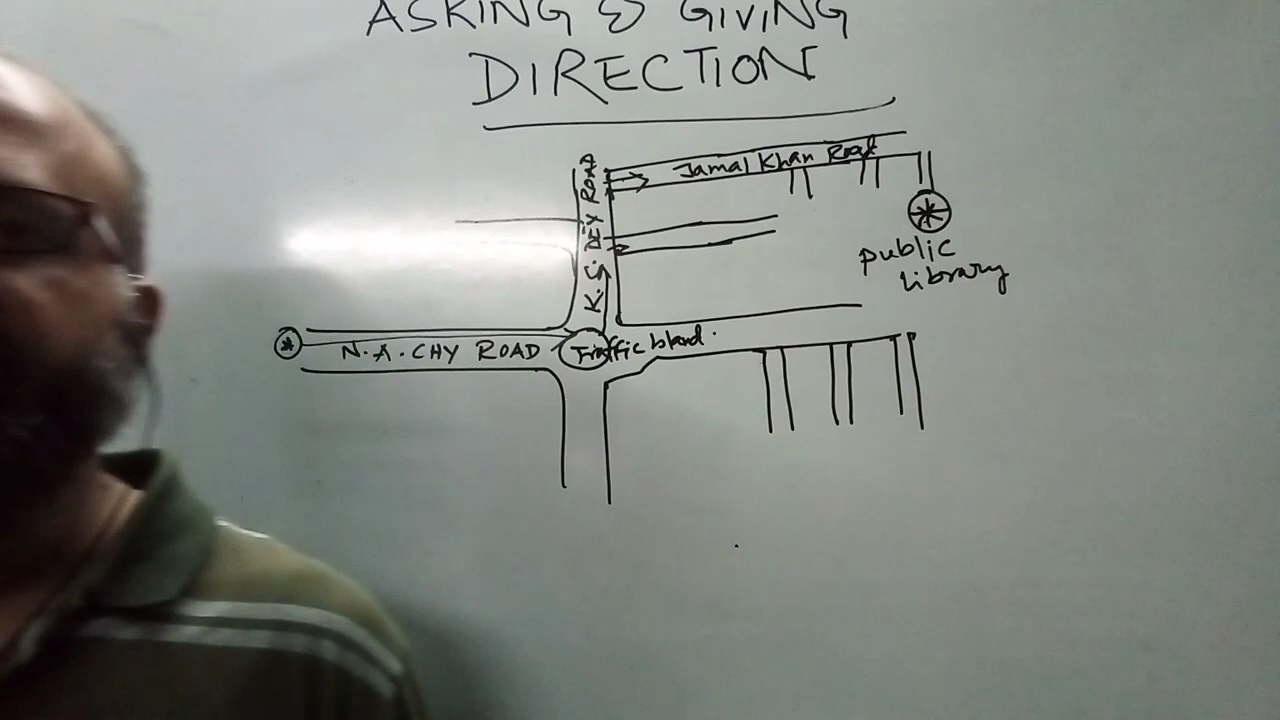 ASKING & GIVING
DIRECTION
Jamal Khan Road
K.S. DEY ROAD
public
library
N.A. CHY ROAD
Traffic Island.